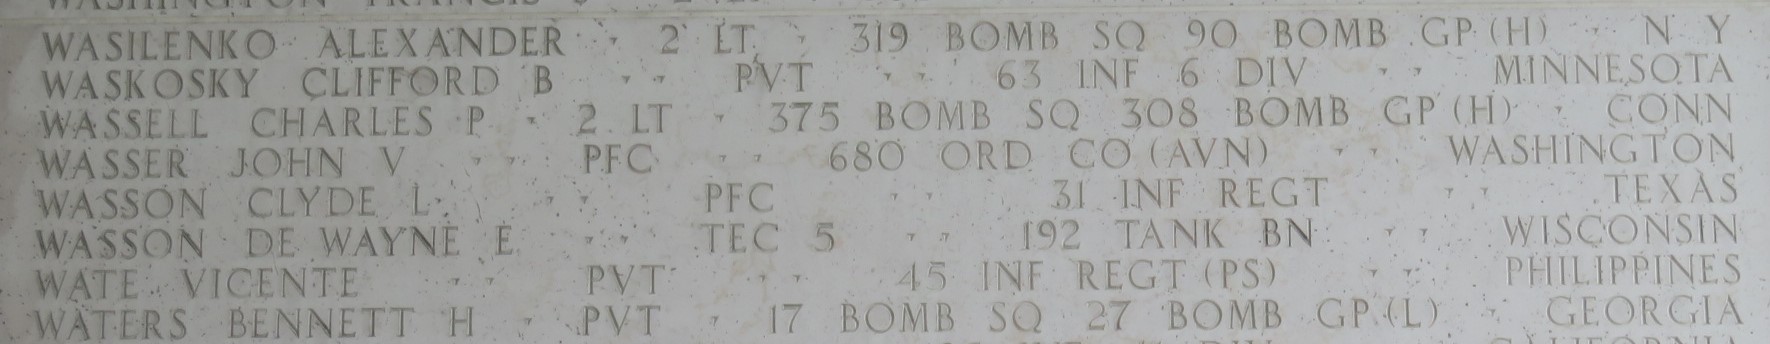 WASHINGTON FRANCIS
WASILENKO ALEXANDER · 2 LT · 319 BOMB SQ 90 BOMB GP (H) · N Y
WASKOSKY CLIFFORD B · · PVT · · 63 INF 6 DIV · · MINNESOTA
WASSELL CHARLES P · 2 LT · 375 BOMB SQ 308 BOMB GP (H) · CONN
WASSER JOHN V · · PFC · · 680 ORD CO (AVN) · · WASHINGTON
WASSON CLYDE L · · PFC · · 31 INF REGT · · TEXAS
WASSON DE WAYNE E · · TEC 5 · · 192 TANK BN · · WISCONSIN
WATE VICENTE · · PVT · · 45 INF REGT (PS) · · PHILIPPINES
WATERS BENNETT H · PVT · 17 BOMB SQ 27 BOMB GP (L) · GEORGIA
CALIFORNIA